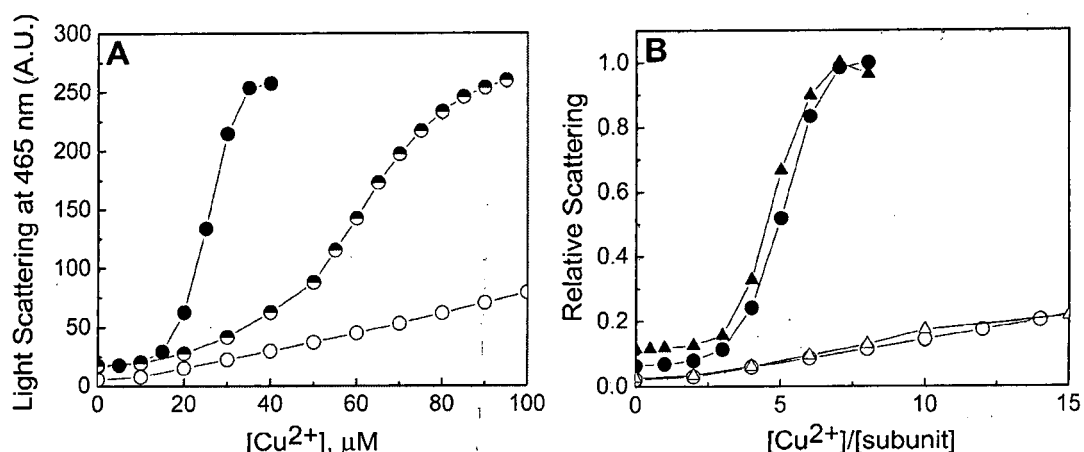 A
Light Scattering at 465 nm (A.U.)
300
250
200
150
100
50
0
0 20 40 60 80 100
[Cu2+], μM
B
Relative Scattering
1.0
0.8
0.6
0.4
0.2
0.0
0 5 10 15
[Cu2+]/[subunit]